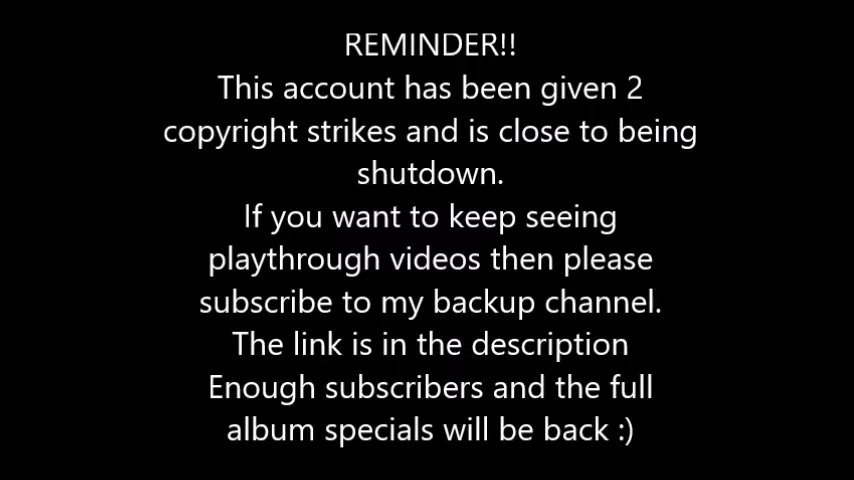 REMINDER!!
This account has been given 2
copyright strikes and is close to being
shutdown.
If you want to keep seeing
playthrough videos then please
subscribe to my backup channel.
The link is in the description
Enough subscribers and the full
album specials will be back :)